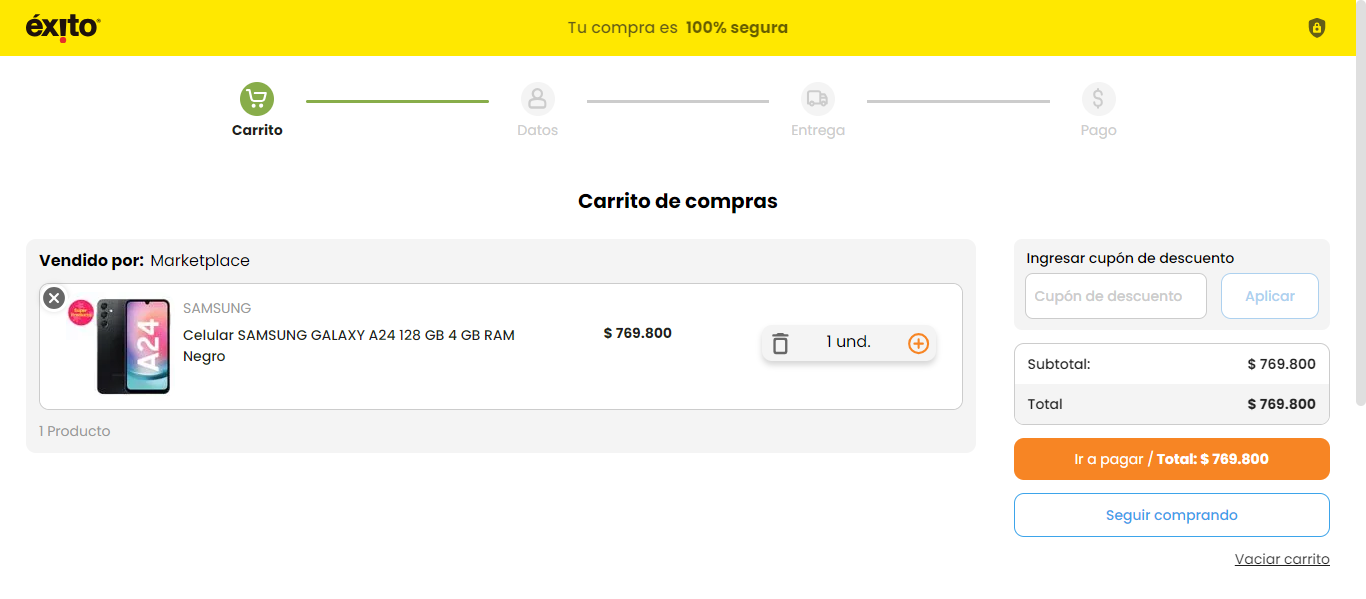 éxito
Tu compra es 100% segura
Carrito
Datos
Entrega
Pago
Carrito de compras
Vendido por: Marketplace
SAMSUNG
Celular SAMSUNG GALAXY A24 128 GB 4 GB RAM
Negro
A24
$ 769.800
1 und.
1 Producto
Ingresar cupón de descuento
Cupón de descuento
Aplicar
Subtotal: $ 769.800
Total $ 769.800
Ir a pagar / Total: $ 769.800
Seguir comprando
Vaciar carrito